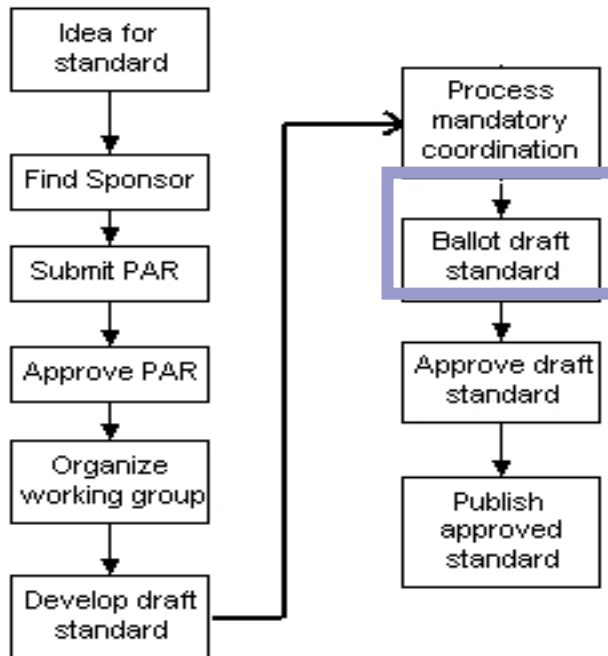 Idea for
standard
Find Sponsor
Submit PAR
Approve PAR
Organize
working group
Develop draft
standard
Process
mandatory
coordination
Ballot draft
standard
Approve draft
standard
Publish
approved
standard